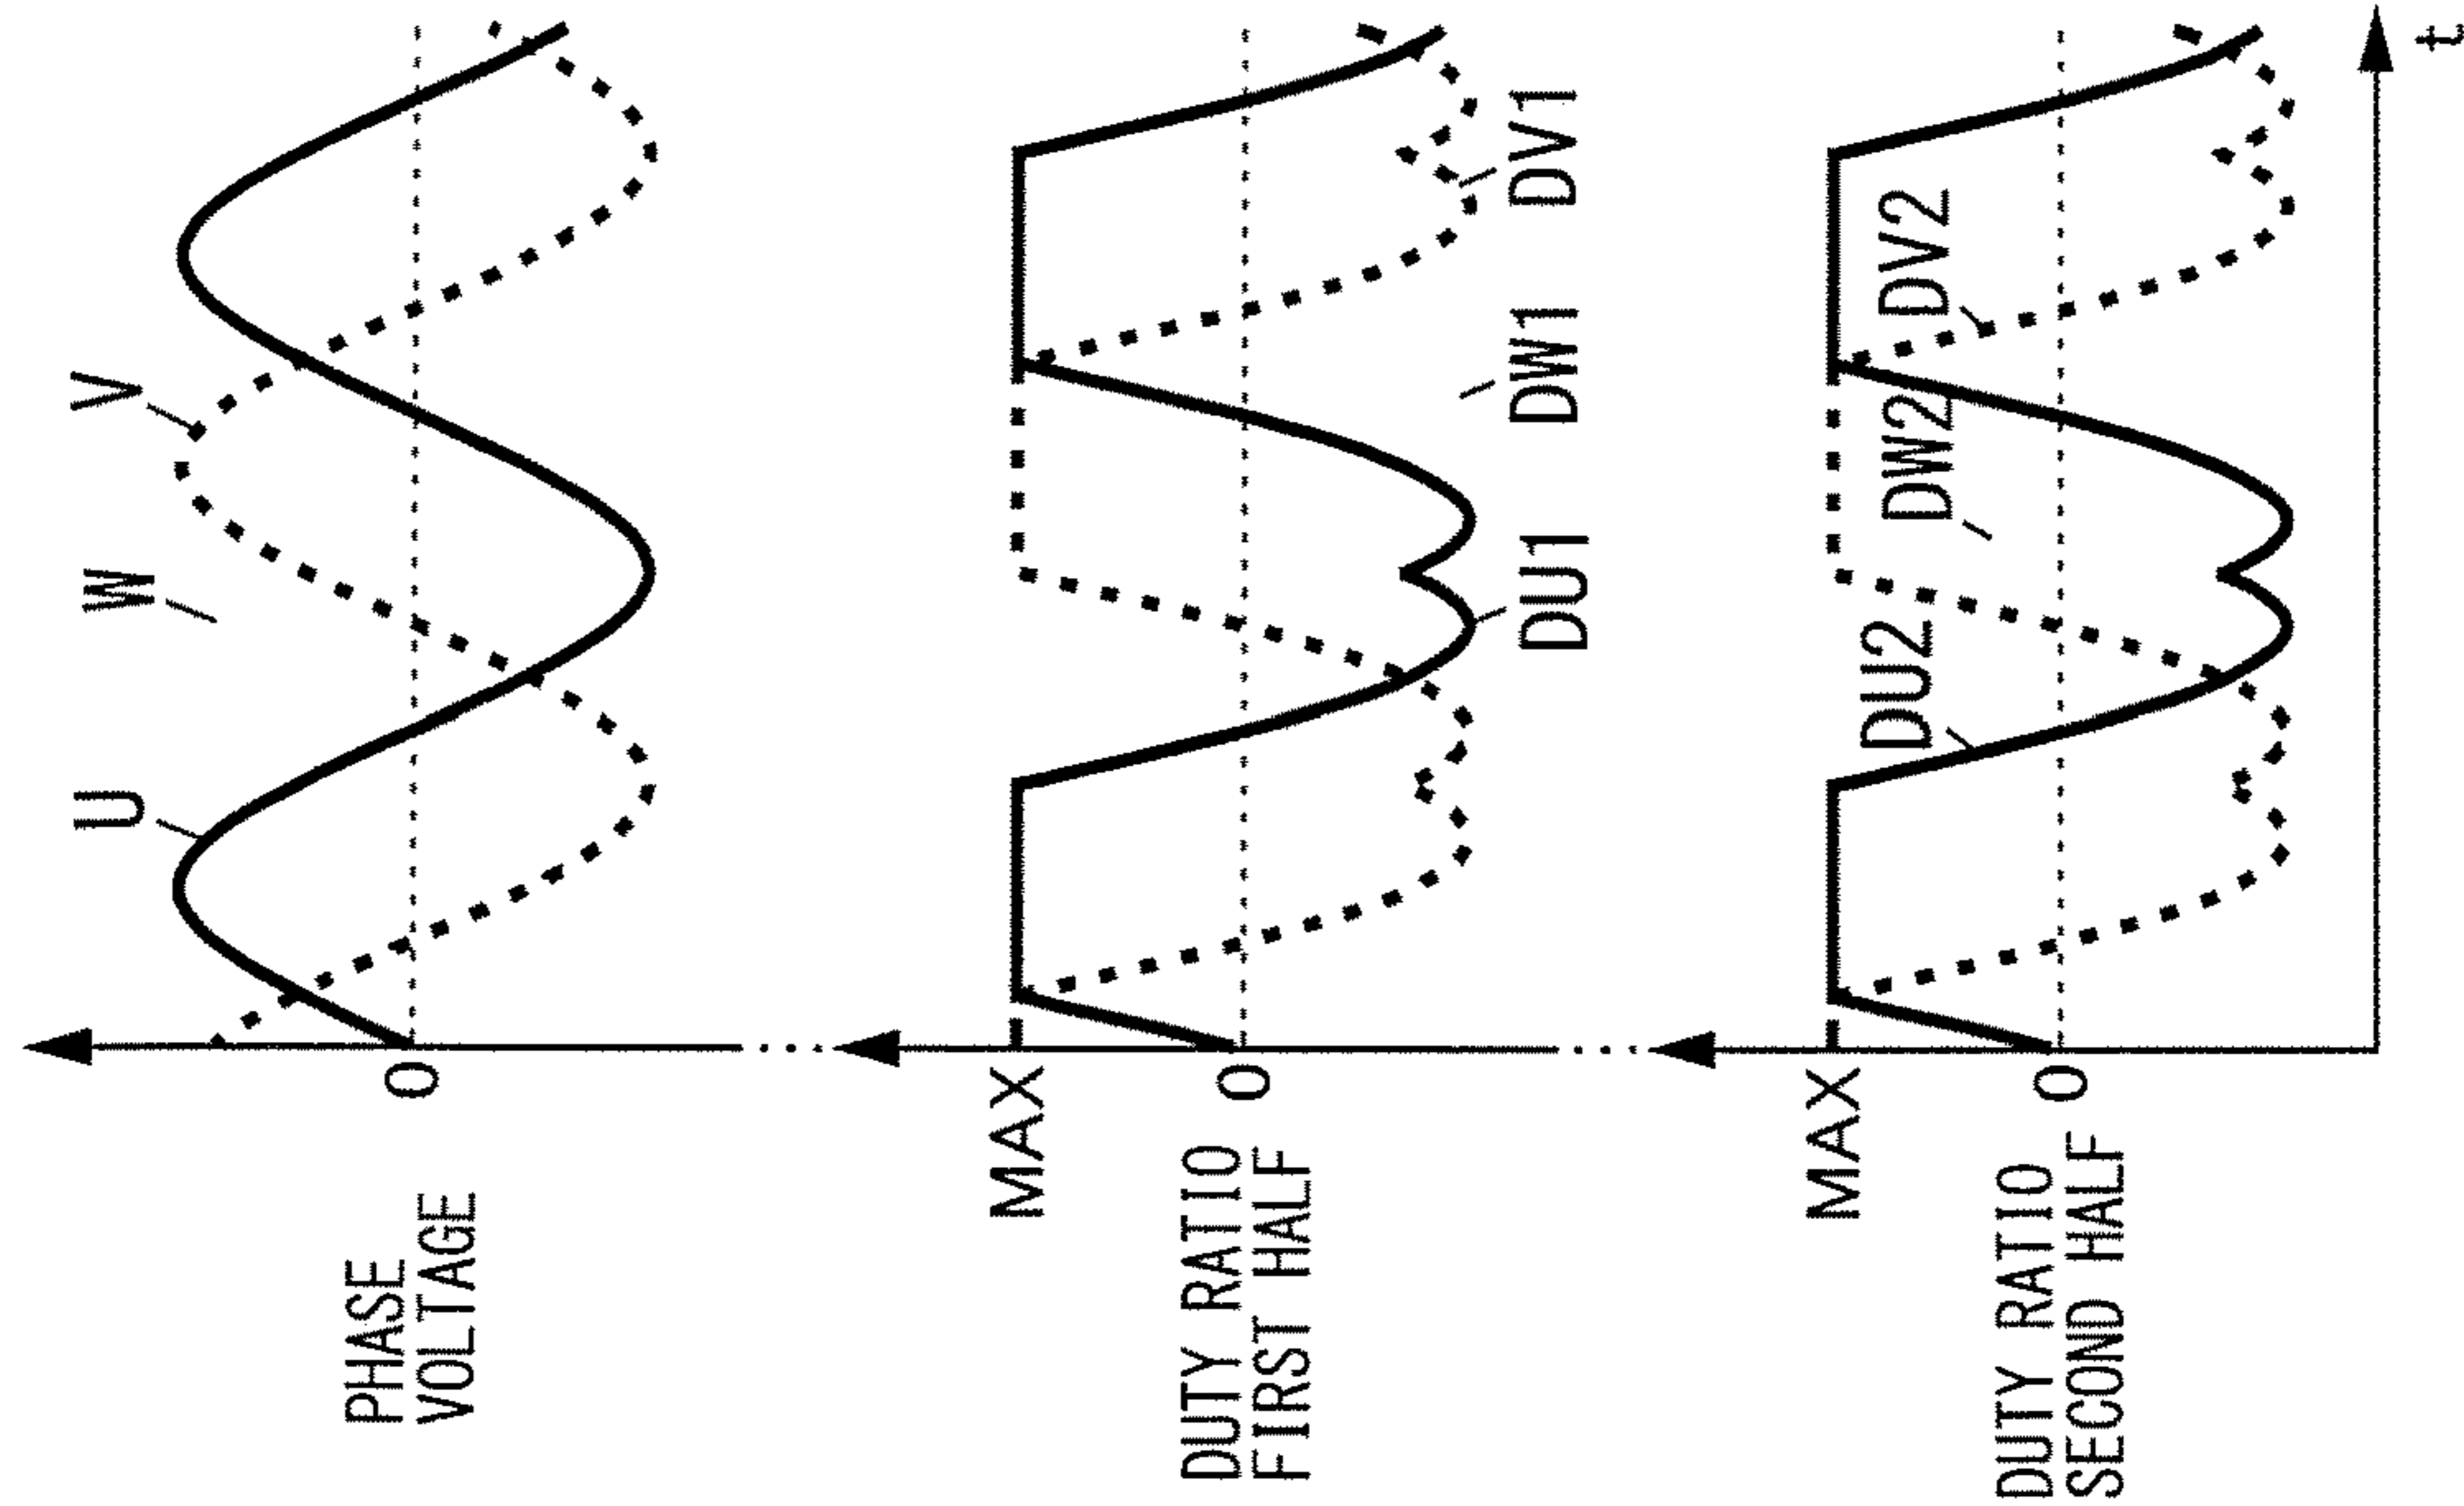 U
W
V
0
PHASE
VOLTAGE
MAX
0
DUTY RATIO
FIRST HALF
DU1
DW1
DV1
MAX
0
DUTY RATIO
SECOND HALF
DU2
DW2
DV2
t